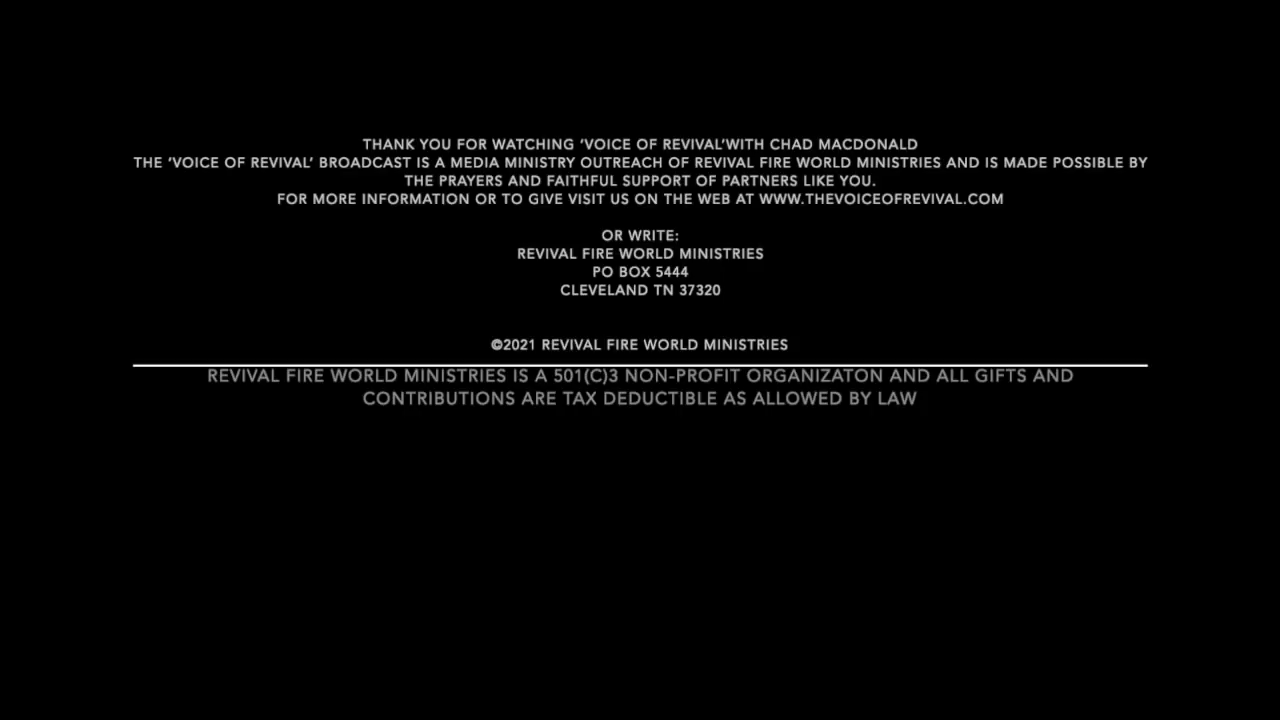 THANK YOU FOR WATCHING 'VOICE OF REVIVAL'WITH CHAD MACDONALD
THE 'VOICE OF REVIVAL' BROADCAST IS A MEDIA MINISTRY OUTREACH OF REVIVAL FIRE WORLD MINISTRIES AND IS MADE POSSIBLE BY
THE PRAYERS AND FAITHFUL SUPPORT OF PARTNERS LIKE YOU.
FOR MORE INFORMATION OR TO GIVE VISIT US ON THE WEB AT WWW.THEVOICEOFREVIVAL.COM
OR WRITE:
REVIVAL FIRE WORLD MINISTRIES
PO BOX 5444
CLEVELAND TN 37320
©2021 REVIVAL FIRE WORLD MINISTRIES
REVIVAL FIRE WORLD MINISTRIES IS A 501(C)3 NON-PROFIT ORGANIZATON AND ALL GIFTS AND
CONTRIBUTIONS ARE TAX DEDUCTIBLE AS ALLOWED BY LAW